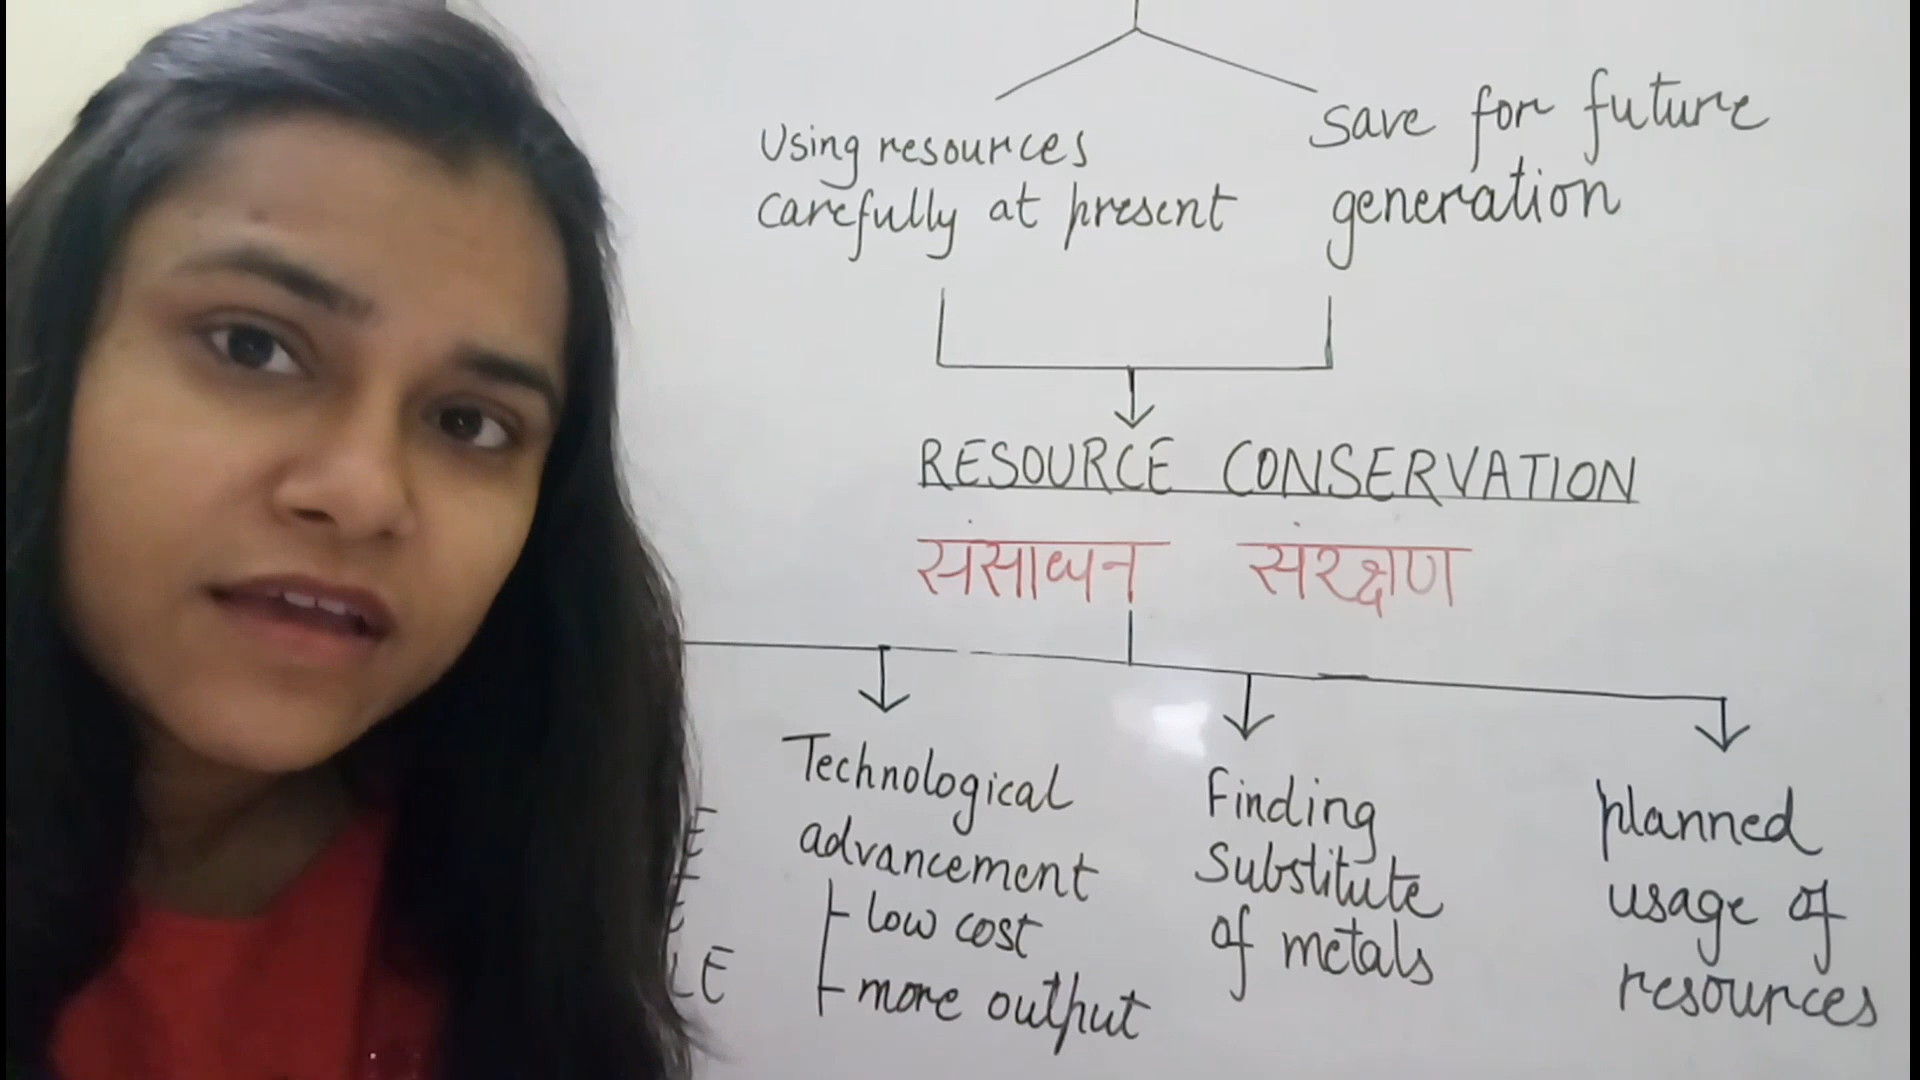 Using resources
carefully at present
save for future
generation
RESOURCE CONSERVATION
संसाधन संरक्षण
Technological
advancement
low cost
more output
Finding
Substitute
of metals
planned
usage of
resources